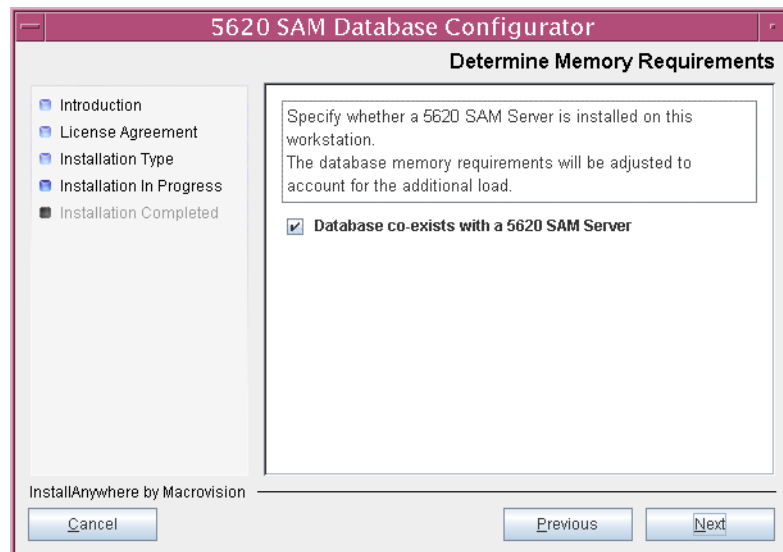 5620 SAM Database Configurator
Determine Memory Requirements
Introduction
License Agreement
Installation Type
Installation In Progress
Installation Completed
Specify whether a 5620 SAM Server is installed on this
workstation.
The database memory requirements will be adjusted to
account for the additional load.
Database co-exists with a 5620 SAM Server
InstallAnywhere by Macrovision
Cancel
Previous
Next